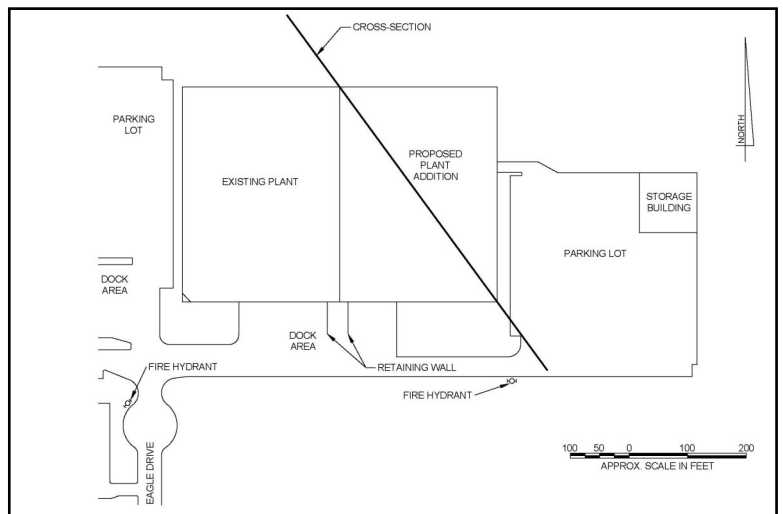 CROSS-SECTION
PARKING
LOT
NORTH
PROPOSED
PLANT
ADDITION
EXISTING PLANT
STORAGE
BUILDING
PARKING LOT
DOCK
AREA
DOCK
AREA
RETAINING WALL
FIRE HYDRANT
FIRE HYDRANT
EAGLE DRIVE
100 50 0 100 200
APPROX. SCALE IN FEET